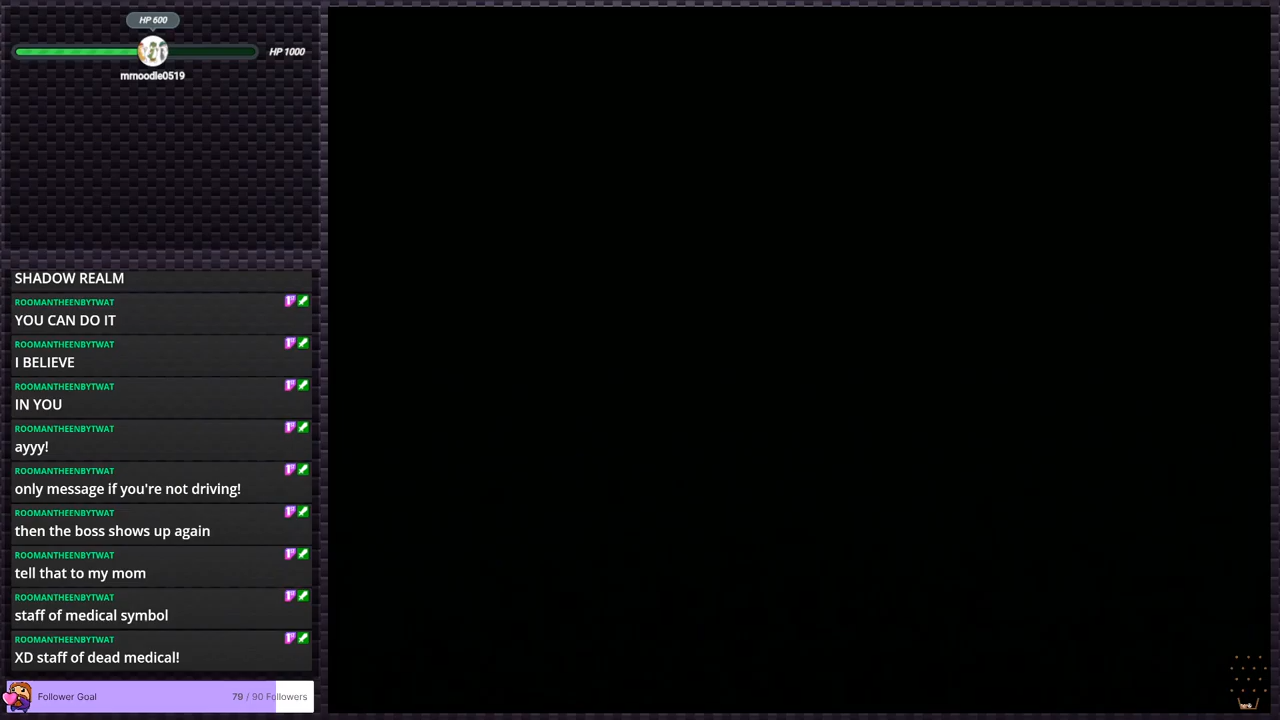 HP 600
HP 1000
mrnoodle0519
SHADOW REALM
ROOMANTHEENBYTWAT
YOU CAN DO IT
ROOMANTHEENBYTWAT
I BELIEVE
ROOMANTHEENBYTWAT
IN YOU
ROOMANTHEENBYTWAT
ayyy!
ROOMANTHEENBYTWAT
only message if you're not driving!
ROOMANTHEENBYTWAT
then the boss shows up again
ROOMANTHEENBYTWAT
tell that to my mom
ROOMANTHEENBYTWAT
staff of medical symbol
ROOMANTHEENBYTWAT
XD staff of dead medical!
Follower Goal 79 / 90 Followers